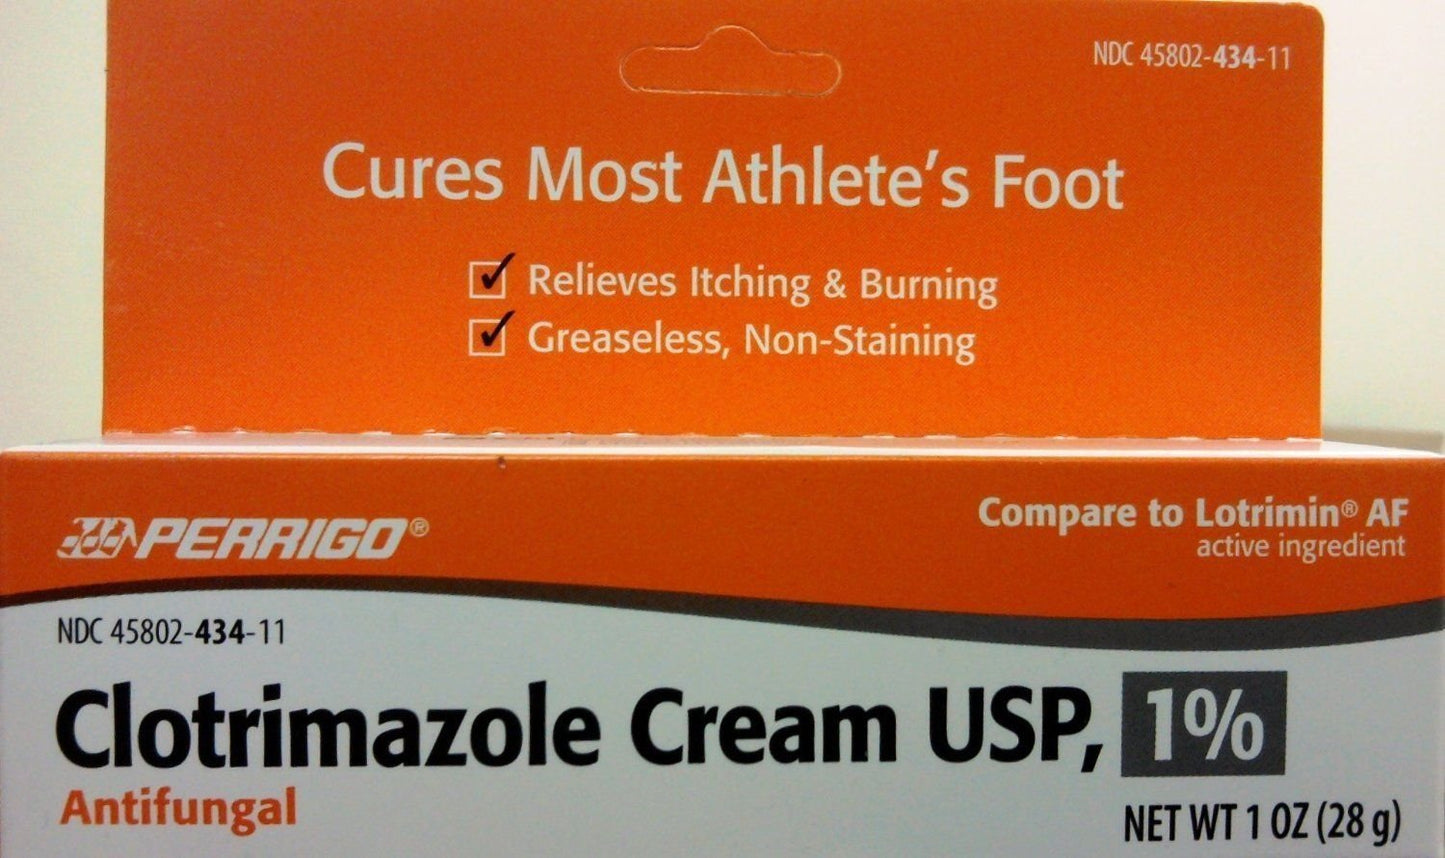 NDC 45802-434-11
Cures Most Athlete's Foot
Relieves Itching & Burning
Greaseless, Non-Staining
PERRIGO®
Compare to Lotrimin® AF
active ingredient
NDC 45802-434-11
Clotrimazole Cream USP, 1%
Antifungal
NET WT 1 OZ (28 g)